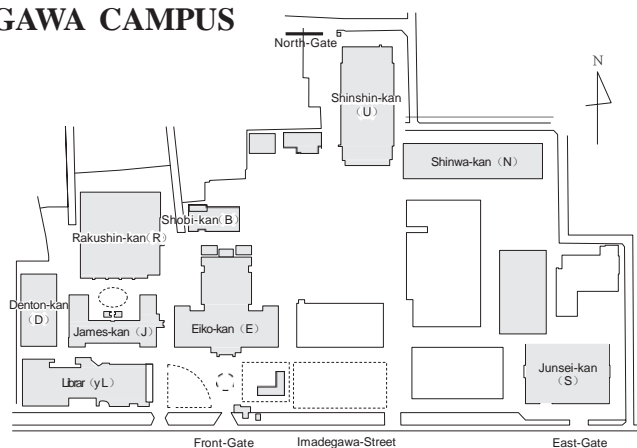 GAWA CAMPUS
North-Gate
N
Shinshin-kan
（U）
Shinwa-kan（N）
Shobi-kan（B）
Rakushin-kan（R）
Denton-kan
（D）
James-kan（J）
Eiko-kan（E）
Junsei-kan
（S）
Librar（yL）
Front-Gate
Imadegawa-Street
East-Gate